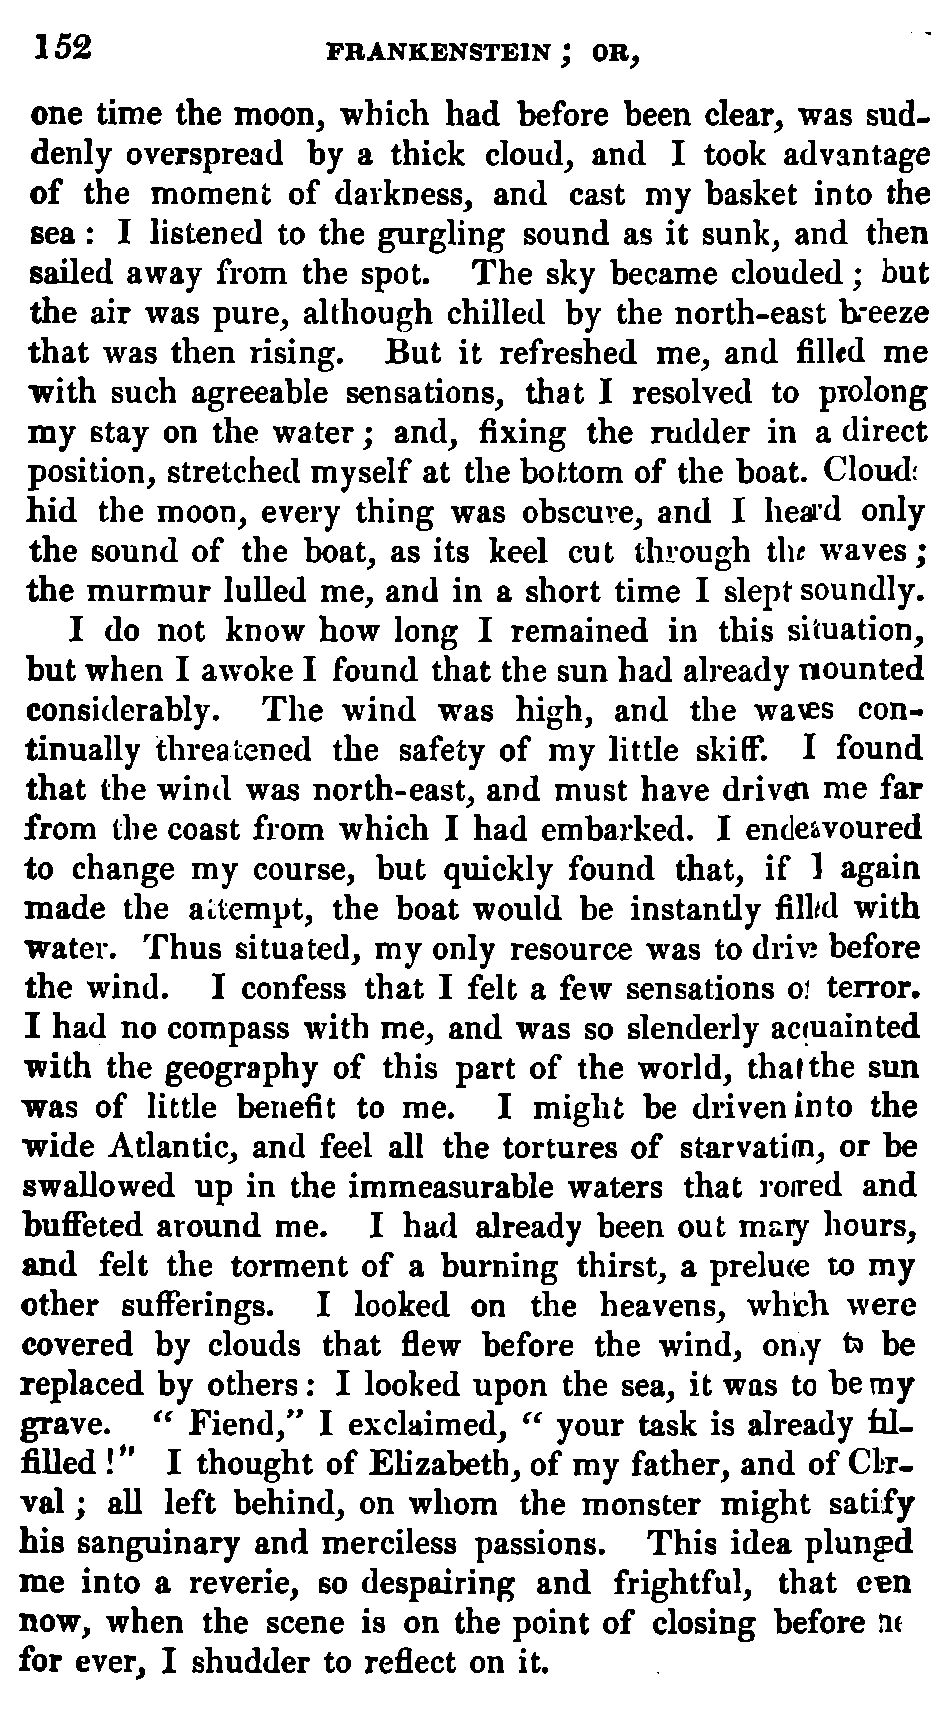 152 FRANKENSTEIN ; OR,
one time the moon, which had before been clear, was sud-
denly overspread by a thick cloud, and I took advantage
of the moment of darkness, and cast my basket into the
sea : I listened to the gurgling sound as it sunk, and then
sailed away from the spot. The sky became clouded ; but
the air was pure, although chilled by the north-east breeze
that was then rising. But it refreshed me, and filled me
with such agreeable sensations, that I resolved to prolong
my stay on the water ; and, fixing the rudder in a direct
position, stretched myself at the bottom of the boat. Clouds
hid the moon, every thing was obscure, and I heard only
the sound of the boat, as its keel cut through the waves ;
the murmur lulled me, and in a short time I slept soundly.
I do not know how long I remained in this situation,
but when I awoke I found that the sun had already mounted
considerably. The wind was high, and the waves con-
tinually threatened the safety of my little skiff. I found
that the wind was north-east, and must have driven me far
from the coast from which I had embarked. I endeavoured
to change my course, but quickly found that, if I again
made the attempt, the boat would be instantly filled with
water. Thus situated, my only resource was to drive before
the wind. I confess that I felt a few sensations of terror.
I had no compass with me, and was so slenderly acquainted
with the geography of this part of the world, that the sun
was of little benefit to me. I might be driven into the
wide Atlantic, and feel all the tortures of starvation, or be
swallowed up in the immeasurable waters that roared and
buffeted around me. I had already been out many hours,
and felt the torment of a burning thirst, a prelude to my
other sufferings. I looked on the heavens, which were
covered by clouds that flew before the wind, only to be
replaced by others : I looked upon the sea, it was to be my
grave. “ Fiend,” I exclaimed, “ your task is already ful-
filled !” I thought of Elizabeth, of my father, and of Cler-
val ; all left behind, on whom the monster might satisfy
his sanguinary and merciless passions. This idea plunged
me into a reverie, so despairing and frightful, that even
now, when the scene is on the point of closing before me
for ever, I shudder to reflect on it.